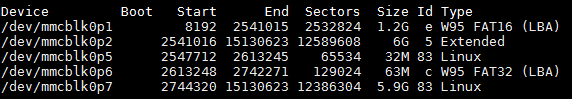 Device Boot Start End Sectors Size Id Type
/dev/mmcblk0p1 8192 2541015 2532824 1.2G e W95 FAT16 (LBA)
/dev/mmcblk0p2 2541016 15130623 12589608 6G 5 Extended
/dev/mmcblk0p5 2547712 2613245 65534 32M 83 Linux
/dev/mmcblk0p6 2613248 2742271 129024 63M c W95 FAT32 (LBA)
/dev/mmcblk0p7 2744320 15130623 12386304 5.9G 83 Linux